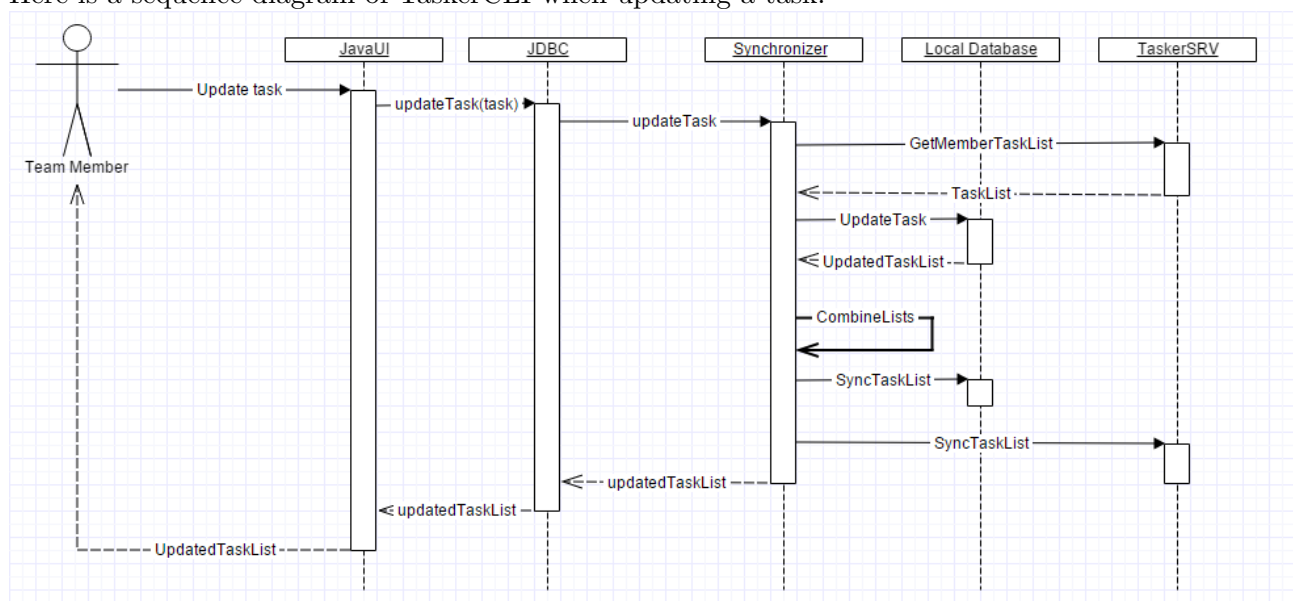 Here is a sequence diagram of TaskerCLI when updating a task:
JavaUI
JDBC
Synchronizer
Local Database
TaskerSRV
Update task
updateTask(task)
updateTask
GetMemberTaskList
Team Member
TaskList
UpdateTask
UpdatedTaskList
CombineLists
SyncTaskList
SyncTaskList
updatedTaskList
updatedTaskList
UpdatedTaskList